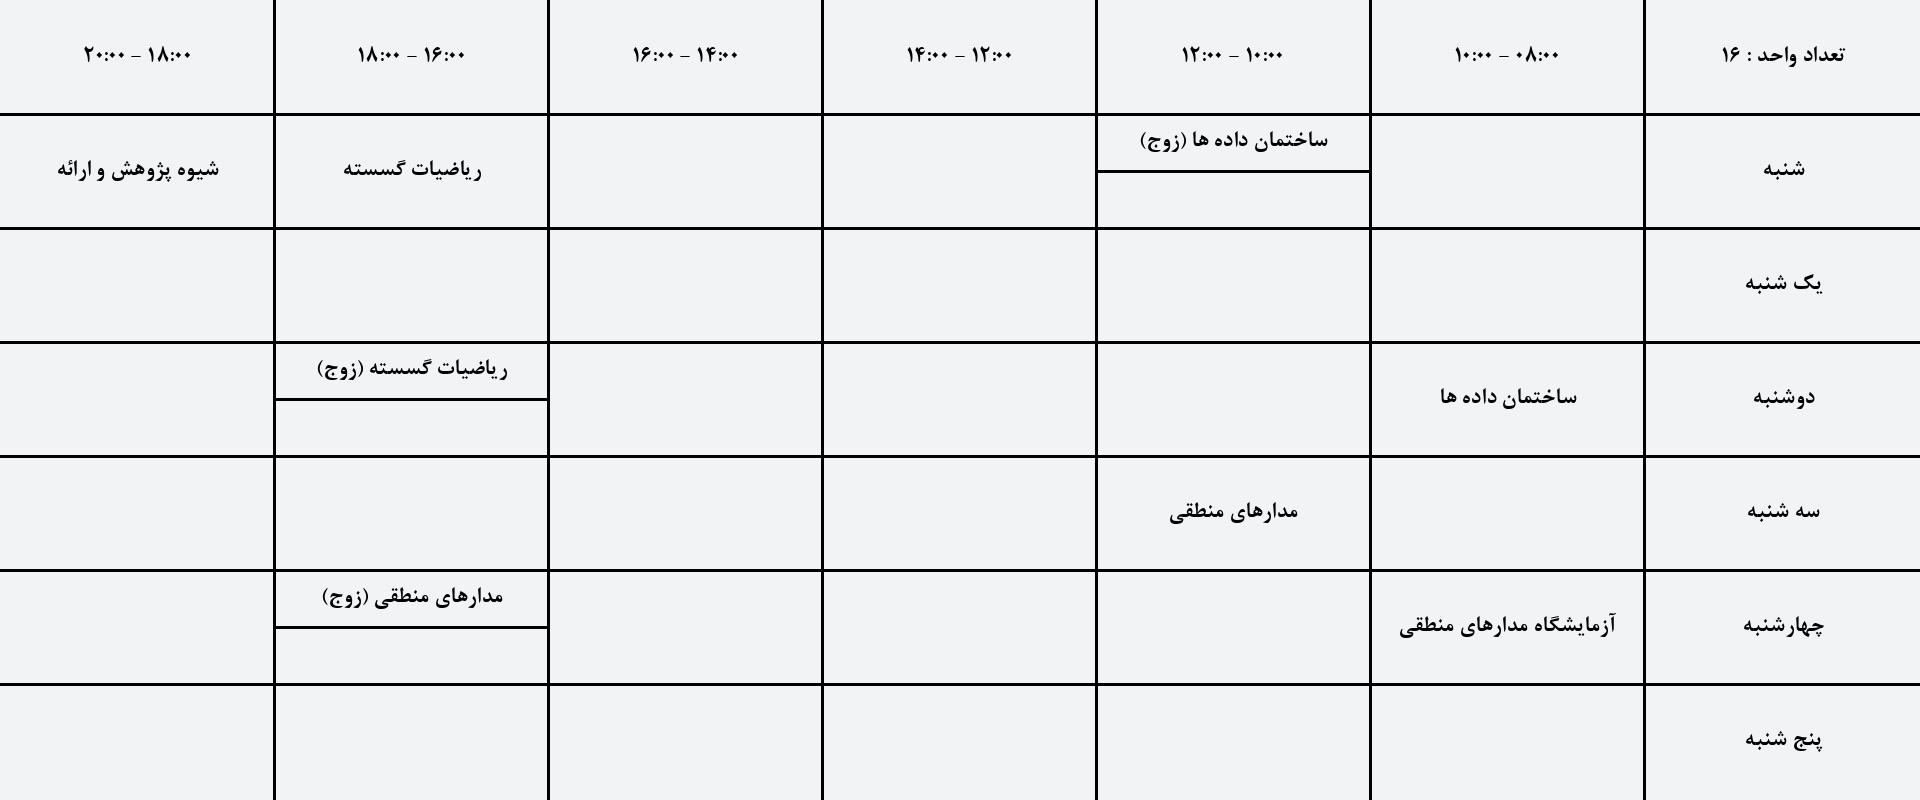 تعداد واحد : ۱۶
۰۸:۰۰ – ۱۰:۰۰
۱۰:۰۰ – ۱۲:۰۰
۱۲:۰۰ – ۱۴:۰۰
۱۴:۰۰ – ۱۶:۰۰
۱۶:۰۰ – ۱۸:۰۰
۱۸:۰۰ – ۲۰:۰۰
شنبه
ساختمان داده ها (زوج)
ریاضیات گسسته
شیوه پژوهش و ارائه
یک شنبه
دوشنبه
ساختمان داده ها
ریاضیات گسسته (زوج)
سه شنبه
مدارهای منطقی
چهارشنبه
آزمایشگاه مدارهای منطقی
مدارهای منطقی (زوج)
پنج شنبه